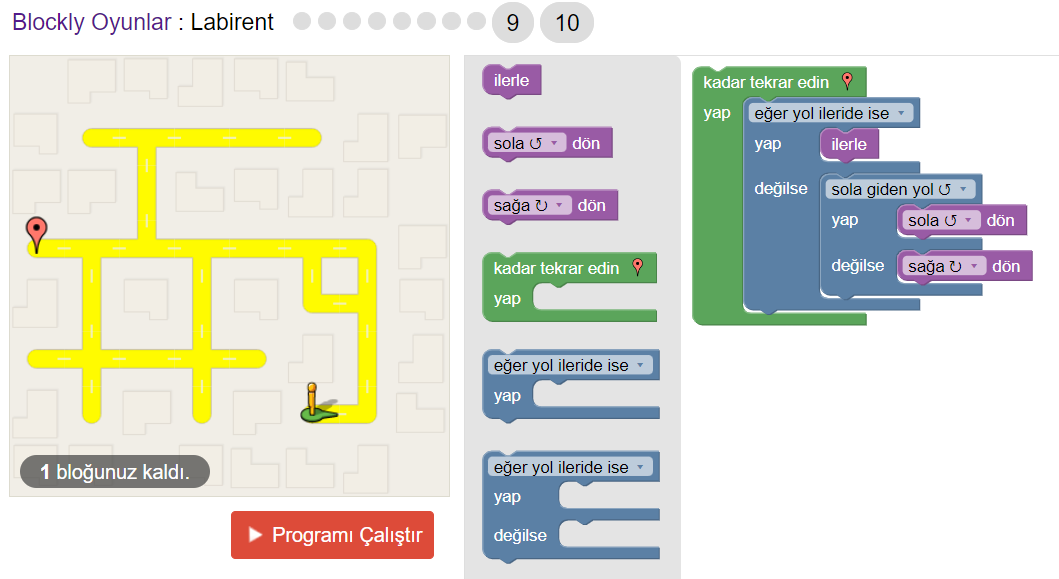 Blockly Oyunlar : Labirent 9 10
1 bloğunuz kaldı.
Programı Çalıştır
ilerle
sola ↺ dön
sağa ↻ dön
kadar tekrar edin
yap
eğer yol ileride ise
yap
eğer yol ileride ise
yap
değilse
kadar tekrar edin
yap eğer yol ileride ise
yap ilerle
değilse sola giden yol ↺
yap sola ↺ dön
değilse sağa ↻ dön